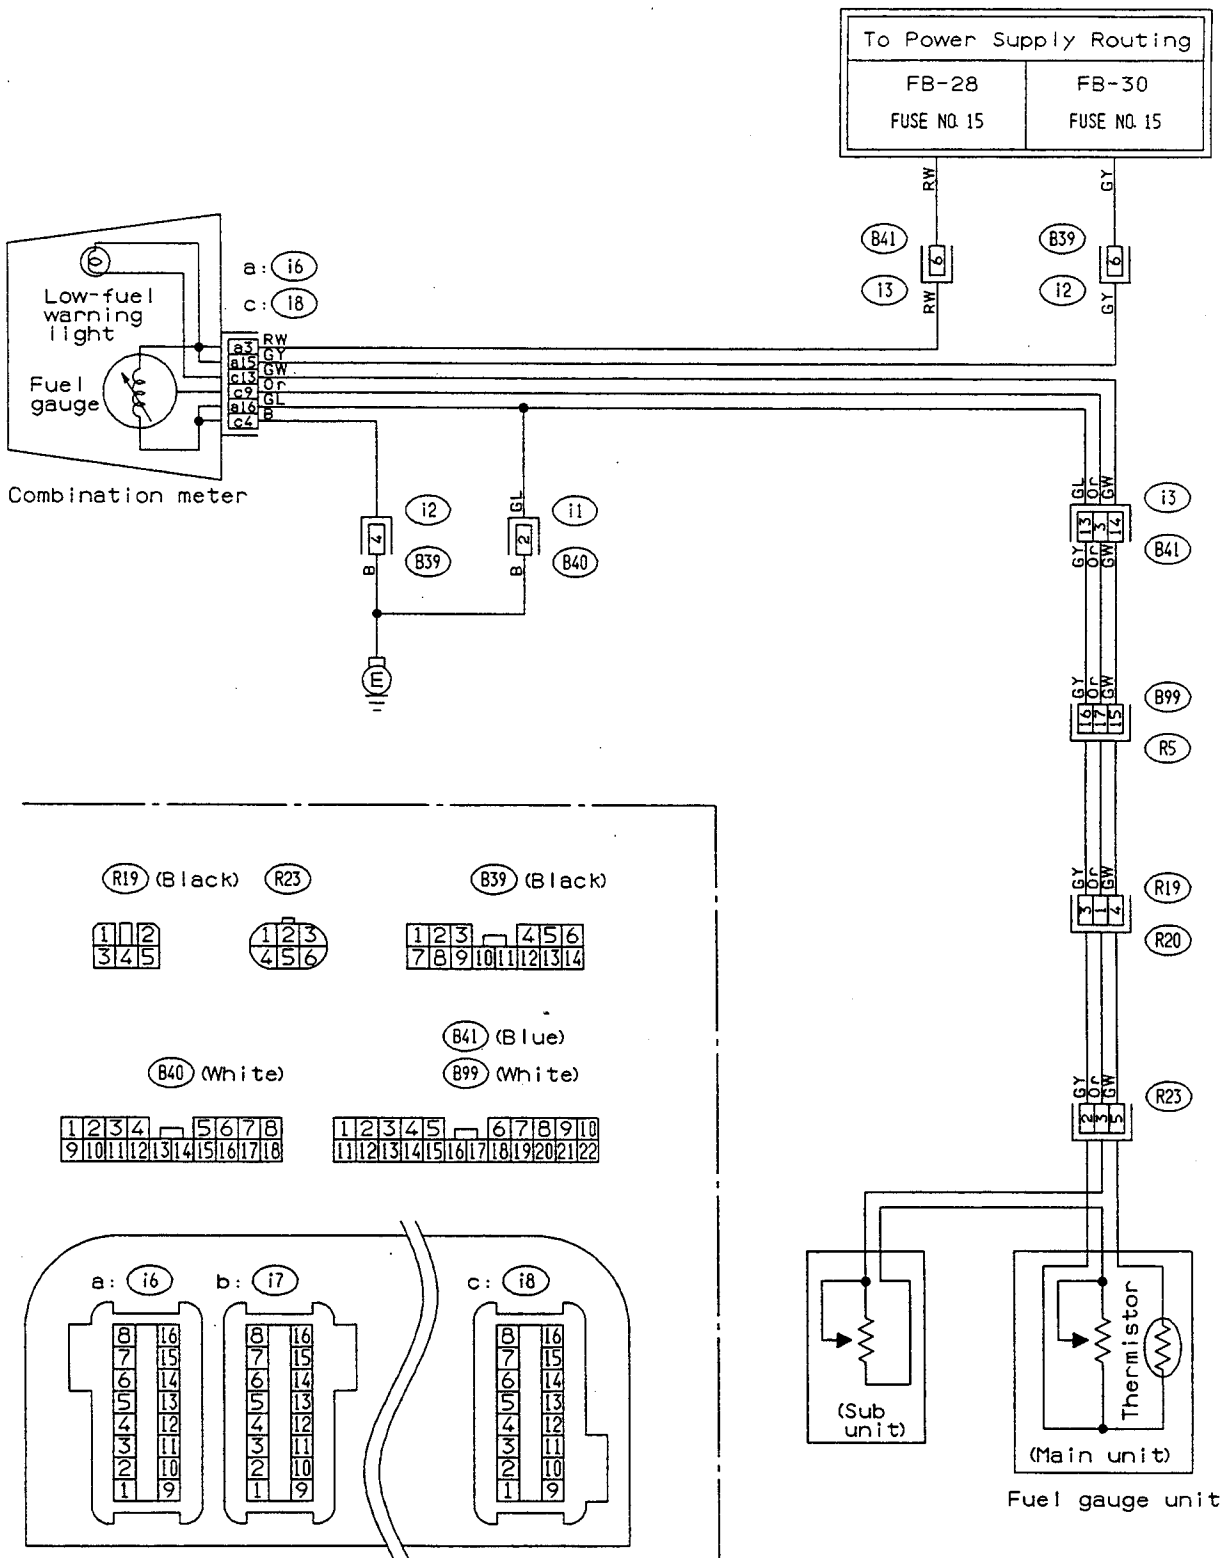 To Power Supply Routing
FB-28 FB-30
FUSE NO. 15 FUSE NO. 15
RW GY
B41 B39
6 6
i3 i2
RW GY
a: i6
c: i8
Low-fuel
warning
light
Fuel
gauge
a3 RW
a15 GY
c13 GW
c9 Or
a16 GL
c4 B
Combination meter
i2
4
B39
B
GL
i1
2
B40
B
E
GL Or GW
i3
13 3 14
B41
GY Or GW
GY Or GW
B99
16 17 15
R5
GY Or GW
R19
3 1 4
R20
GY Or GW
R23
2 3 5
R19 (Black) R23 B39 (Black)
1 2
3 4 5
1 2 3
4 5 6
1 2 3 4 5 6
7 8 9 10 11 12 13 14
B41 (Blue)
B40 (White) B99 (White)
1 2 3 4 5 6 7 8
9 10 11 12 13 14 15 16 17 18
1 2 3 4 5 6 7 8 9 10
11 12 13 14 15 16 17 18 19 20 21 22
a: i6 b: i7 c: i8
8 16 8 16 8 16
7 15 7 15 7 15
6 14 6 14 6 14
5 13 5 13 5 13
4 12 4 12 4 12
3 11 3 11 3 11
2 10 2 10 2 10
1 9 1 9 1 9
(Sub
unit)
Thermistor
(Main unit)
Fuel gauge unit